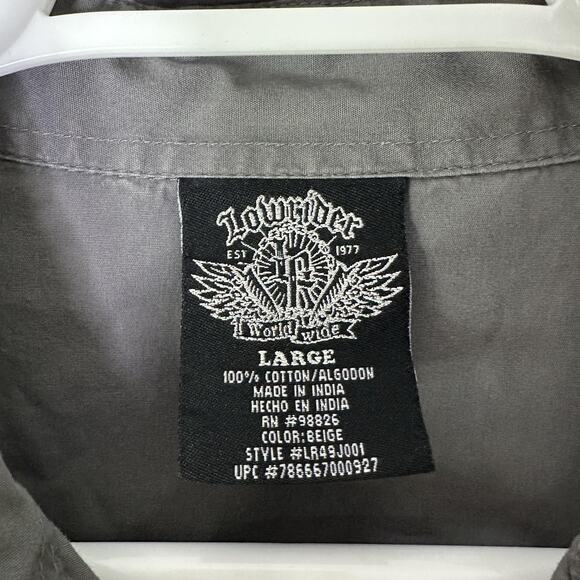 Lowrider
EST 1977
LR
World wide
LARGE
100% COTTON/ALGODON
MADE IN INDIA
HECHO EN INDIA
RN #98826
COLOR: BEIGE
STYLE #LR49J001
UPC #786667000927